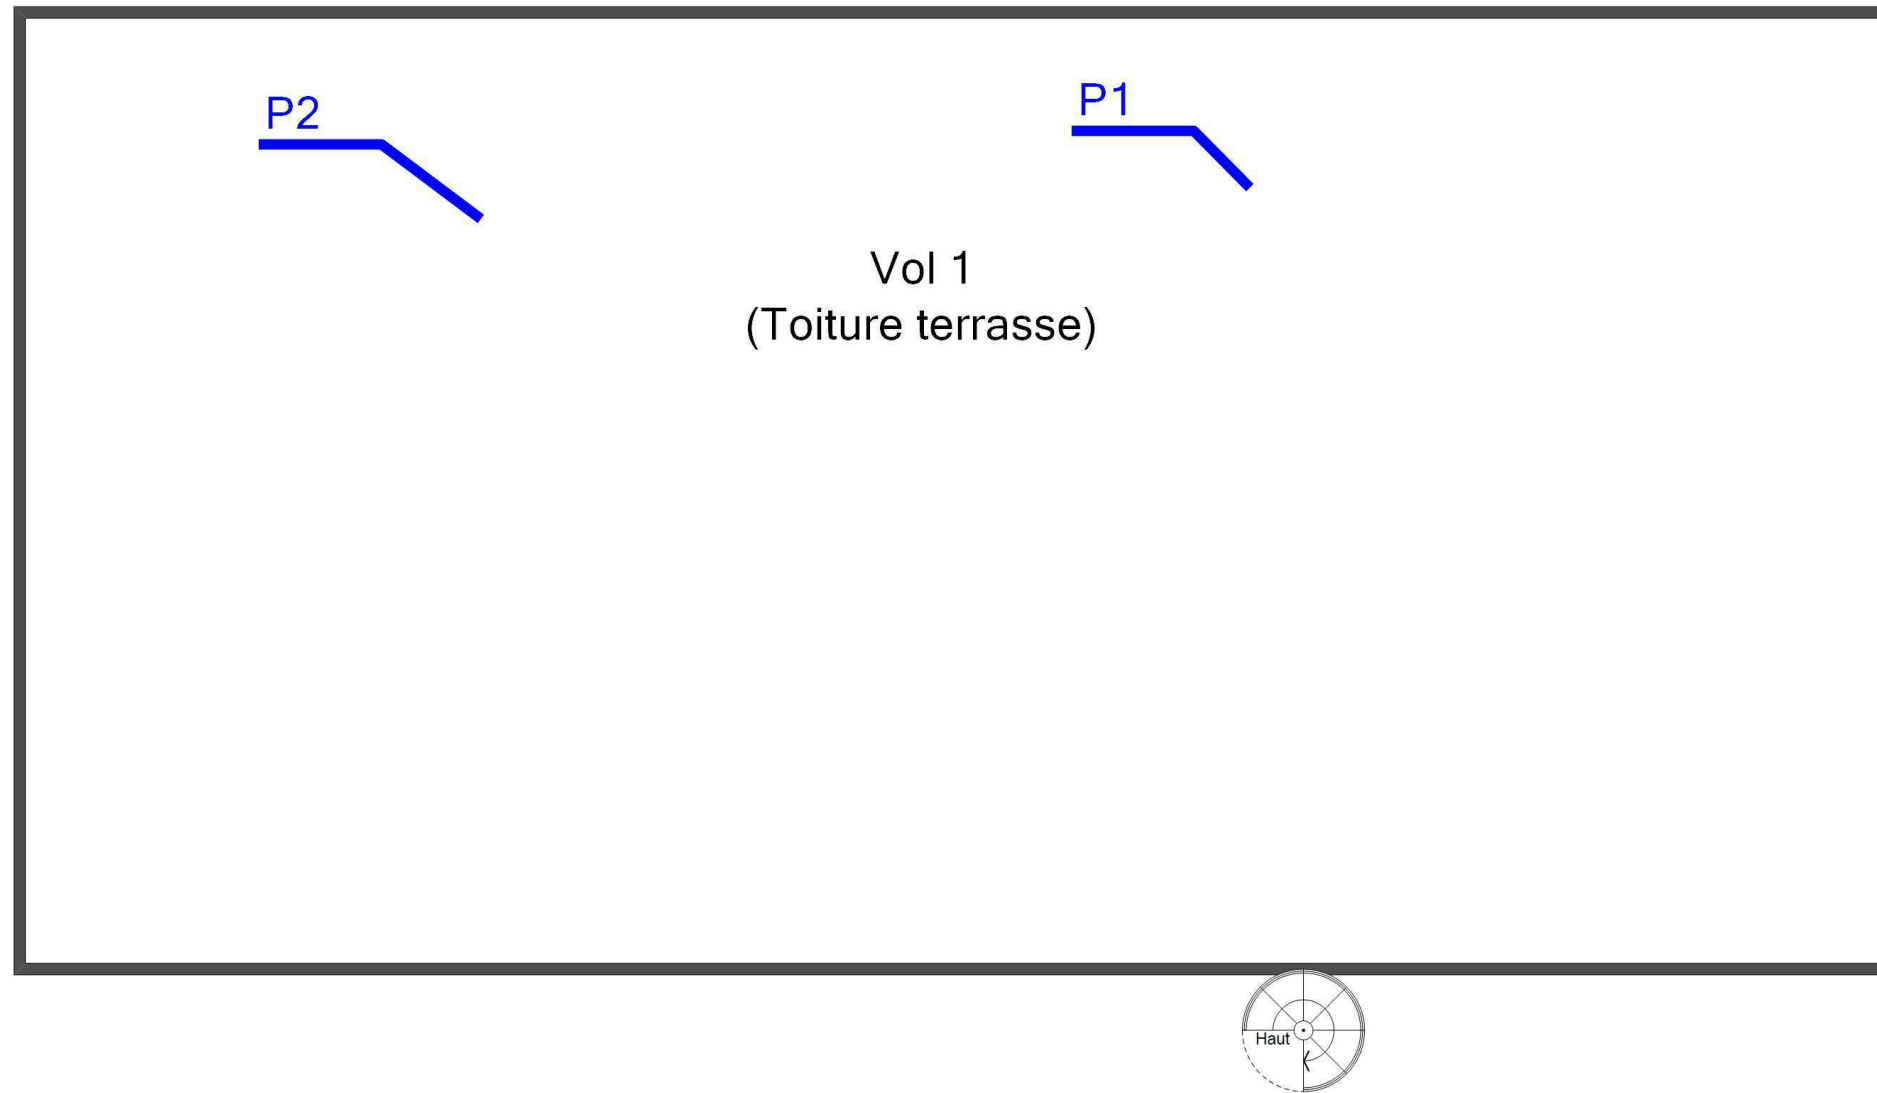 P2
P1
Vol 1
(Toiture terrasse)
Haut